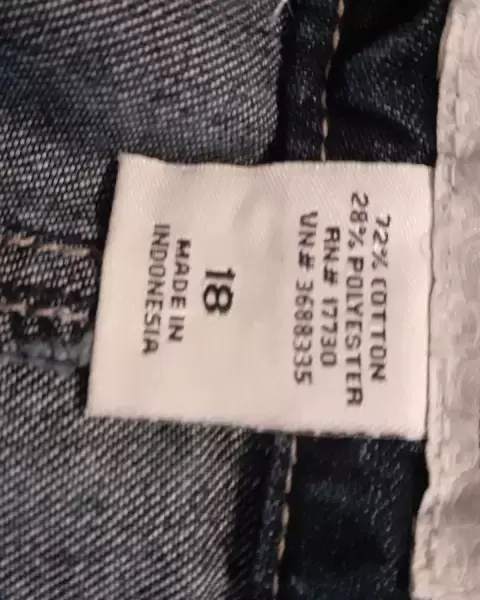 72% COTTON
28% POLYESTER
RN# 17730
VN# 3688335
18
MADE IN
INDONESIA